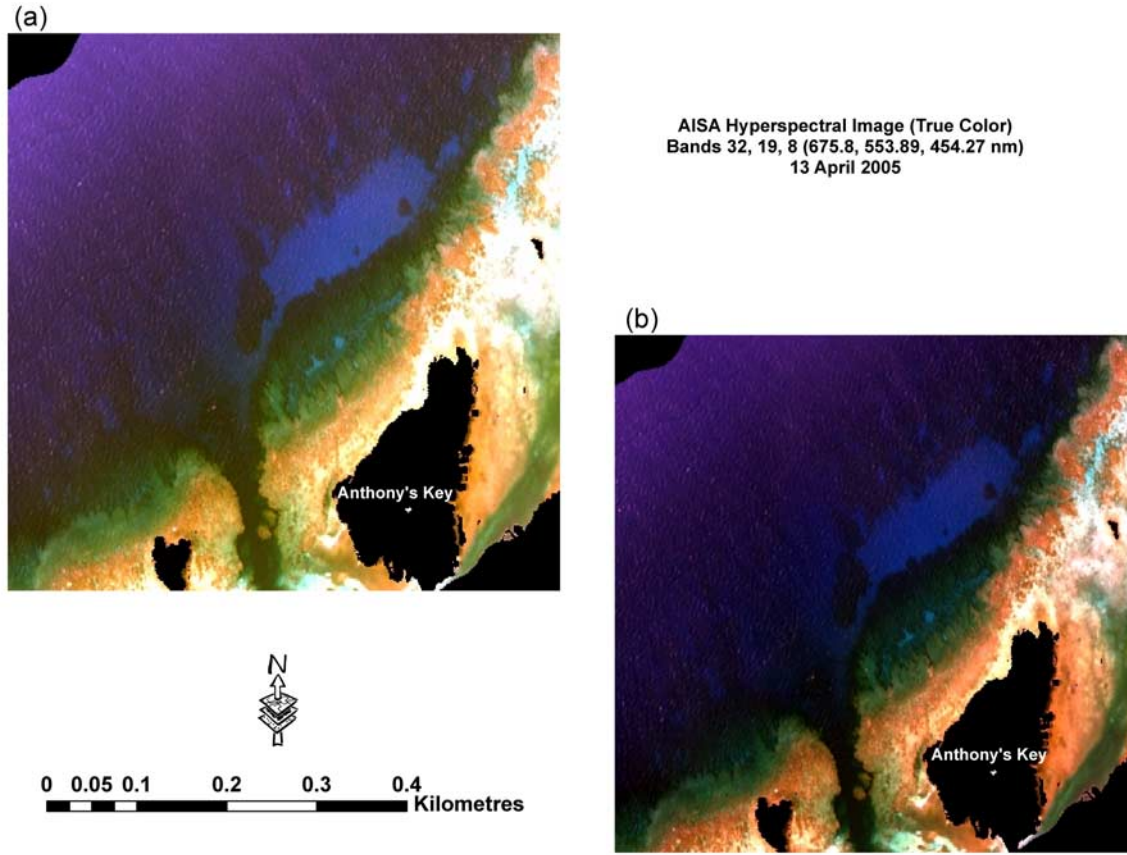 (a)
AISA Hyperspectral Image (True Color)
Bands 32, 19, 8 (675.8, 553.89, 454.27 nm)
13 April 2005
Anthony's Key
(b)
Anthony's Key
N
0 0.05 0.1 0.2 0.3 0.4
Kilometres